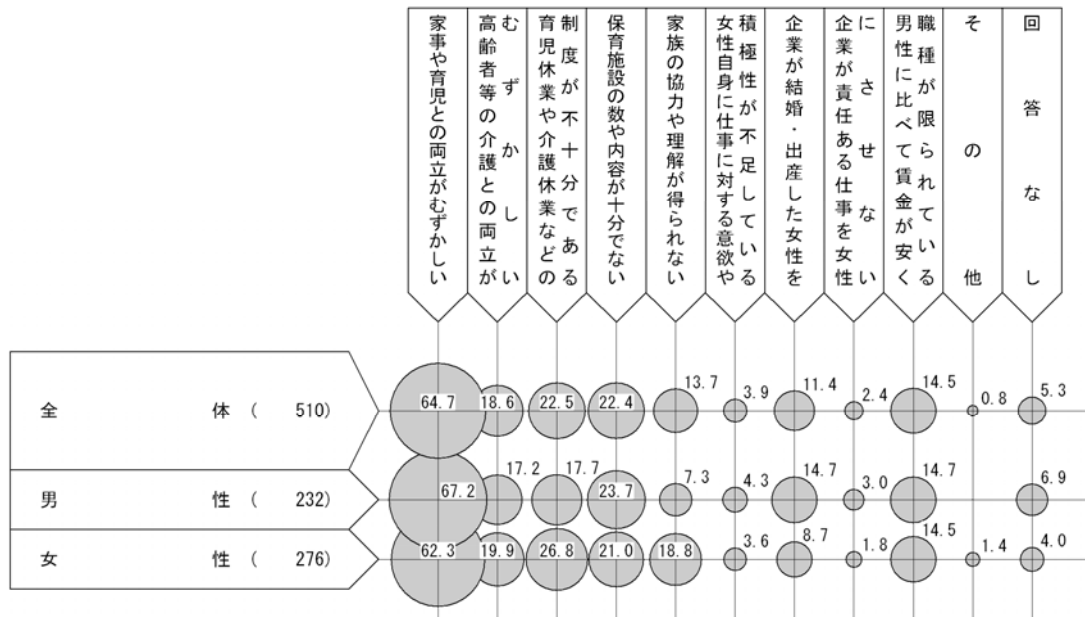 家事や育児との両立がむずかしい
高齢者等の介護との両立が
むずかしい
育児休業や介護休業などの
制度が不十分である
保育施設の数や内容が十分でない
家族の協力や理解が得られない
女性自身に仕事に対する意欲や
積極性が不足している
企業が結婚・出産した女性を
企業が責任ある仕事を女性
にさせない
男性に比べて賃金が安く
職種が限られている
その他
回答なし
全体 ( 510) 64.7 18.6 22.5 22.4 13.7 3.9 11.4 2.4 14.5 0.8 5.3
男性 ( 232) 67.2 17.2 17.7 23.7 7.3 4.3 14.7 3.0 14.7 6.9
女性 ( 276) 62.3 19.9 26.8 21.0 18.8 3.6 8.7 1.8 14.5 1.4 4.0